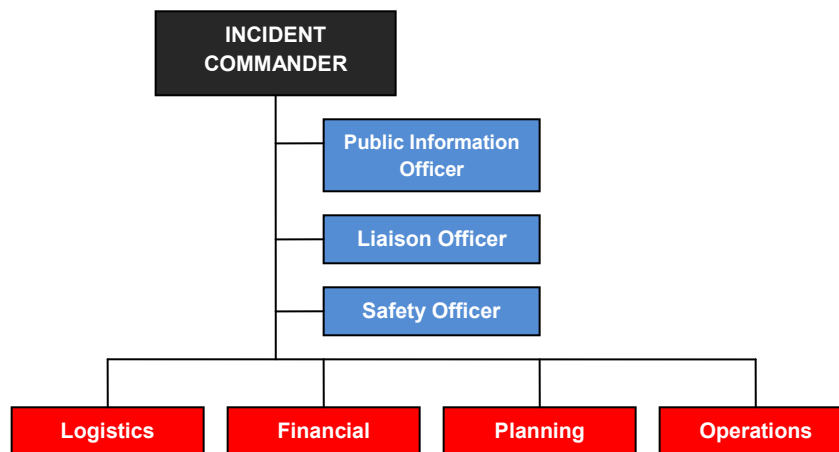 INCIDENT
COMMANDER
Public Information
Officer
Liaison Officer
Safety Officer
Logistics
Financial
Planning
Operations